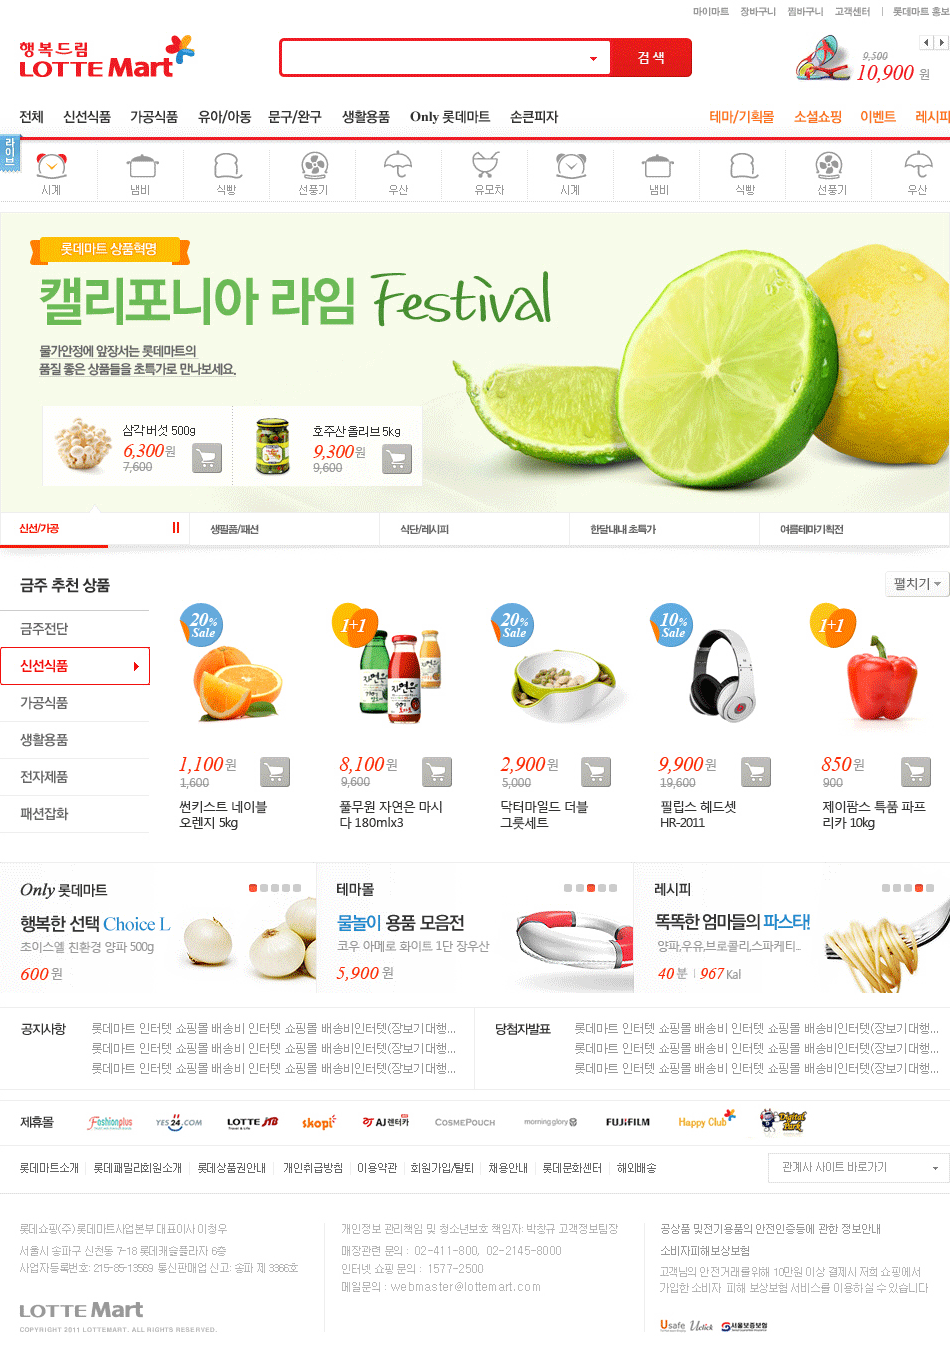 마이마트 장바구니 찜바구니 고객센터 | 롯데마트 홍보
행복드림
LOTTE Mart
검색
9,500
10,900 원
전체 신선식품 가공식품 유아/아동 문구/완구 생활용품 Only 롯데마트 손큰피자 테마/기획몰 소셜쇼핑 이벤트 레시피
라이브
시계 냄비 식빵 선풍기 우산 유모차 시계 냄비 식빵 선풍기 우산
롯데마트 상품혁명
캘리포니아 라임 Festival
물가안정에 앞장서는 롯데마트의
품질 좋은 상품들을 초특가로 만나보세요.
삼각버섯 500g
6,300원
7,600
호주산 올리브 5kg
9,300원
9,600
신선/가공 생필품/패션 식단/레시피 한달내내 초특가 여름테마기획전
금주 추천 상품
펼치기
금주전단
신선식품
가공식품
생활용품
전자제품
패션잡화
20% Sale
1,100원
1,600
썬키스트 네이블
오렌지 5kg
1+1
자연은
8,100원
9,600
풀무원 자연은 마시
다 180mlx3
20% Sale
2,900원
5,000
닥터마일드 더블
그릇세트
10% Sale
9,900원
19,600
필립스 헤드셋
HR-2011
1+1
850원
900
제이팜스 특품 파프
리카 10kg
Only 롯데마트
행복한 선택 Choice L
초이스엘 친환경 양파 500g
600 원
테마몰
물놀이 용품 모음전
코우 아메로 화이트 1단 장우산
5,900 원
레시피
똑똑한 엄마들의 파스타!
양파,우유,브로콜리,스파케티...
40 분 | 967 Kal
공지사항
롯데마트 인터텟 쇼핑몰 배송비 인터텟 쇼핑몰 배송비인터텟(장보기대행...
롯데마트 인터텟 쇼핑몰 배송비 인터텟 쇼핑몰 배송비인터텟(장보기대행...
롯데마트 인터텟 쇼핑몰 배송비 인터텟 쇼핑몰 배송비인터텟(장보기대행...
당첨자발표
롯데마트 인터텟 쇼핑몰 배송비 인터텟 쇼핑몰 배송비인터텟(장보기대행...
롯데마트 인터텟 쇼핑몰 배송비 인터텟 쇼핑몰 배송비인터텟(장보기대행...
롯데마트 인터텟 쇼핑몰 배송비 인터텟 쇼핑몰 배송비인터텟(장보기대행...
제휴몰 Fashionplus YES24.COM LOTTE JTB skopi AJ렌터카 COSMEPOUCH morningglory FUJIFILM Happy Club Digital Park
롯데마트소개 롯데패밀리회원소개 롯데상품권안내 개인취급방침 이용약관 회원가입/탈퇴 채용안내 롯데문화센터 해외배송
관계사 사이트 바로가기
롯데쇼핑(주)롯데마트사업본부 대표이사 이청우
서울시 송파구 신천동 7-18 롯데캐슬플라자 6층
사업자등록번호: 215-85-13569 통신판매업 신고: 송파 제 3366호
LOTTE Mart
COPYRIGHT 2011 LOTTEMART. ALL RIGHTS RESERVED.
개인정보 관리책임 및 청소년보호 책임자: 박창규 고객정보팀장
매장관련 문의 : 02-411-800, 02-2145-8000
인터넷 쇼핑 문의 : 1577-2500
메일문의 : webmaster@lottemart.com
공상품 및전기용품의 안전인증등에 관한 정보안내
소비자피해보상보험
고객님의 안전거래를위해 10만원 이상 결제시 저희 쇼핑에서
가입한 소비자 피해 보상보험 서비스를 이용하실 수 있습니다
Usafe Uclick 서울보증보험